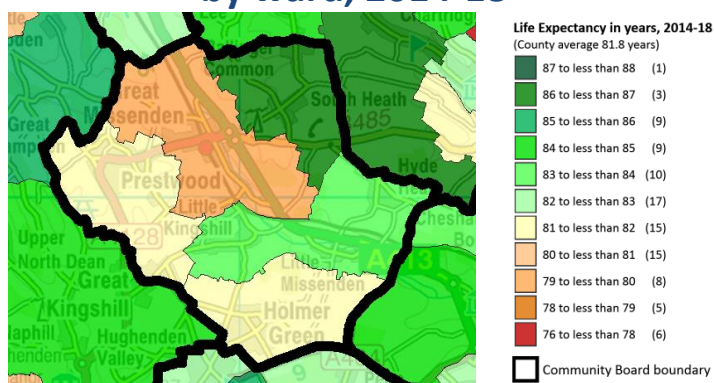 Life Expectancy in years, 2014-18
(County average 81.8 years)
87 to less than 88 (1)
86 to less than 87 (3)
85 to less than 86 (9)
84 to less than 85 (9)
83 to less than 84 (10)
82 to less than 83 (17)
81 to less than 82 (15)
80 to less than 81 (15)
79 to less than 80 (8)
78 to less than 79 (5)
76 to less than 78 (6)
Community Board boundary
Common
Great
Missenden
South Heath
Great
Hyde
Prestwood
Little
Kingshill
128
Upper
North Dean
Great
Kingshill
A413
Little
Missenden
Holmer
Green
Hughenden
Valley
A404